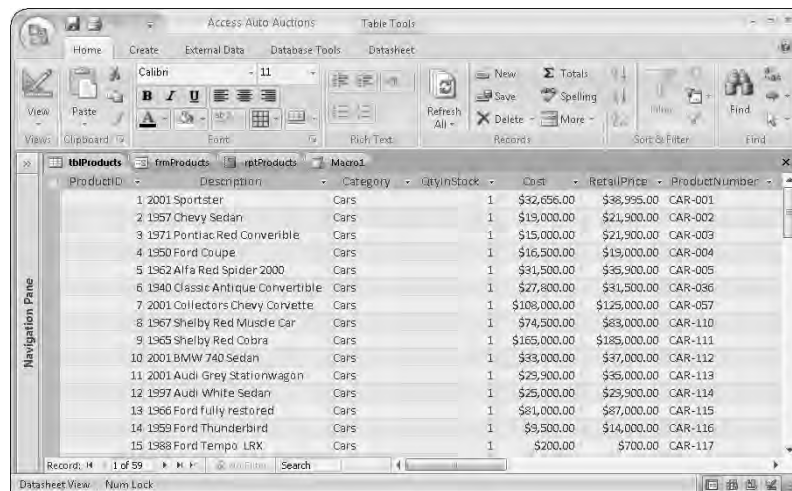 Access Auto Auctions Table Tools
Home Create External Data Database Tools Datasheet
View
Paste
Calibri 11
B I U
A
Refresh All
New
Save
Delete
Totals
Spelling
More
Filter
Find
Views Clipboard Font Rich Text Records Sort & Filter Find
tblProducts frmProducts rptProducts Macro1
ProductID Description Category QtyInStock Cost RetailPrice ProductNumber
1 2001 Sportster Cars 1 $32,656.00 $38,995.00 CAR-001
2 1957 Chevy Sedan Cars 1 $19,000.00 $21,900.00 CAR-002
3 1971 Pontiac Red Converible Cars 1 $15,000.00 $21,900.00 CAR-003
4 1950 Ford Coupe Cars 1 $16,500.00 $19,000.00 CAR-004
5 1962 Alfa Red Spider 2000 Cars 1 $31,500.00 $35,900.00 CAR-005
6 1940 Classic Antique Convertible Cars 1 $27,800.00 $31,500.00 CAR-036
7 2001 Collectors Chevy Corvette Cars 1 $108,000.00 $125,000.00 CAR-057
8 1967 Shelby Red Muscle Car Cars 1 $74,500.00 $83,000.00 CAR-110
9 1965 Shelby Red Cobra Cars 1 $165,000.00 $185,000.00 CAR-111
10 2001 BMW 740 Sedan Cars 1 $33,000.00 $37,000.00 CAR-112
11 2001 Audi Grey Stationwagon Cars 1 $29,900.00 $35,000.00 CAR-113
12 1997 Audi White Sedan Cars 1 $25,000.00 $29,900.00 CAR-114
13 1966 Ford fully restored Cars 1 $81,000.00 $87,000.00 CAR-115
14 1959 Ford Thunderbird Cars 1 $9,500.00 $14,000.00 CAR-116
15 1988 Ford Tempo LRX Cars 1 $200.00 $700.00 CAR-117
Navigation Pane
Record: 1 of 59 No Filter Search
Datasheet View Num Lock